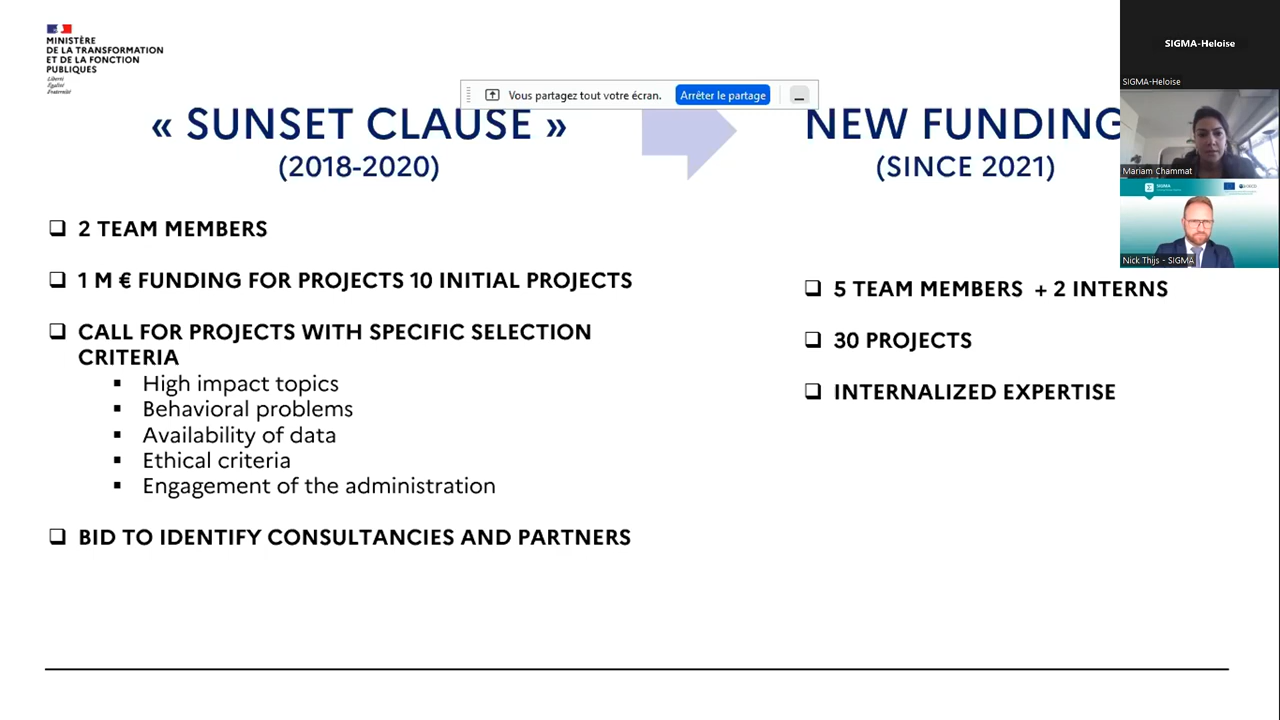 MINISTÈRE
DE LA TRANSFORMATION
ET DE LA FONCTION
PUBLIQUES
Liberté
Égalité
Fraternité
Vous partagez tout votre écran. Arrêter le partage
« SUNSET CLAUSE »
(2018-2020)
❑ 2 TEAM MEMBERS
❑ 1 M € FUNDING FOR PROJECTS 10 INITIAL PROJECTS
❑ CALL FOR PROJECTS WITH SPECIFIC SELECTION
CRITERIA
▪ High impact topics
▪ Behavioral problems
▪ Availability of data
▪ Ethical criteria
▪ Engagement of the administration
❑ BID TO IDENTIFY CONSULTANCIES AND PARTNERS
NEW FUNDING
(SINCE 2021)
❑ 5 TEAM MEMBERS + 2 INTERNS
❑ 30 PROJECTS
❑ INTERNALIZED EXPERTISE
SIGMA-Heloise
SIGMA-Heloise
Mariam Chammat
SIGMA
OECD
Nick Thijs - SIGMA